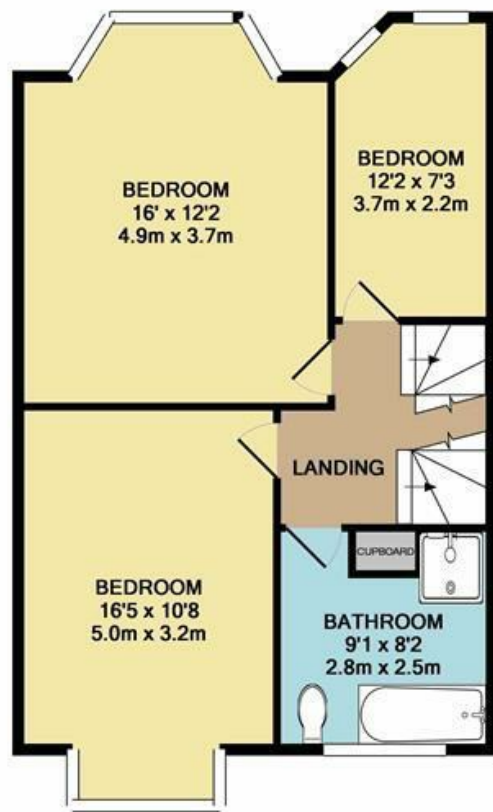 BEDROOM
16' x 12'2
4.9m x 3.7m
BEDROOM
12'2 x 7'3
3.7m x 2.2m
LANDING
BEDROOM
16'5 x 10'8
5.0m x 3.2m
CUPBOARD
BATHROOM
9'1 x 8'2
2.8m x 2.5m